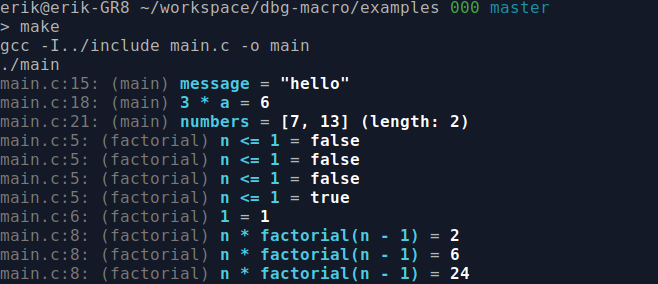 erik@erik-GR8 ~/workspace/dbg-macro/examples 000 master
> make
gcc -I../include main.c -o main
./main
main.c:15: (main) message = "hello"
main.c:18: (main) 3 * a = 6
main.c:21: (main) numbers = [7, 13] (length: 2)
main.c:5: (factorial) n <= 1 = false
main.c:5: (factorial) n <= 1 = false
main.c:5: (factorial) n <= 1 = false
main.c:5: (factorial) n <= 1 = true
main.c:6: (factorial) 1 = 1
main.c:8: (factorial) n * factorial(n - 1) = 2
main.c:8: (factorial) n * factorial(n - 1) = 6
main.c:8: (factorial) n * factorial(n - 1) = 24